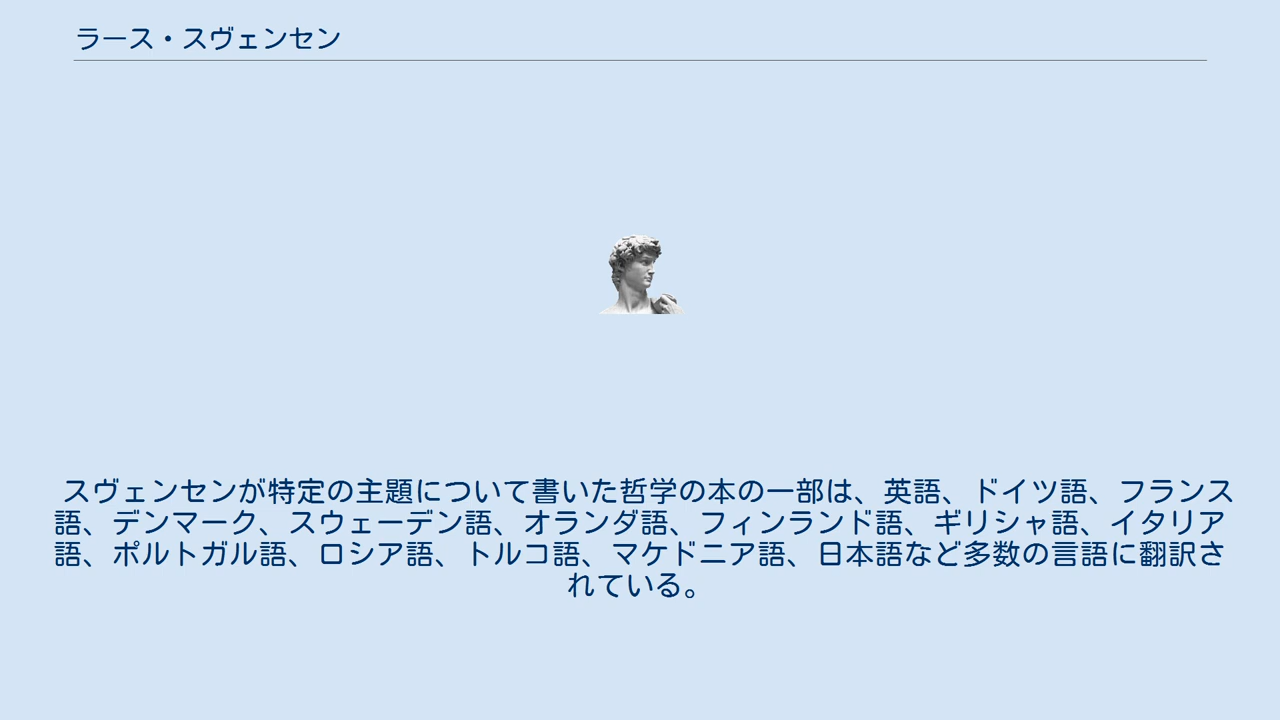 ラース・スヴェンセン
スヴェンセンが特定の主題について書いた哲学の本の一部は、英語、ドイツ語、フランス
語、デンマーク、スウェーデン語、オランダ語、フィンランド語、ギリシャ語、イタリア
語、ポルトガル語、ロシア語、トルコ語、マケドニア語、日本語など多数の言語に翻訳さ
れている。